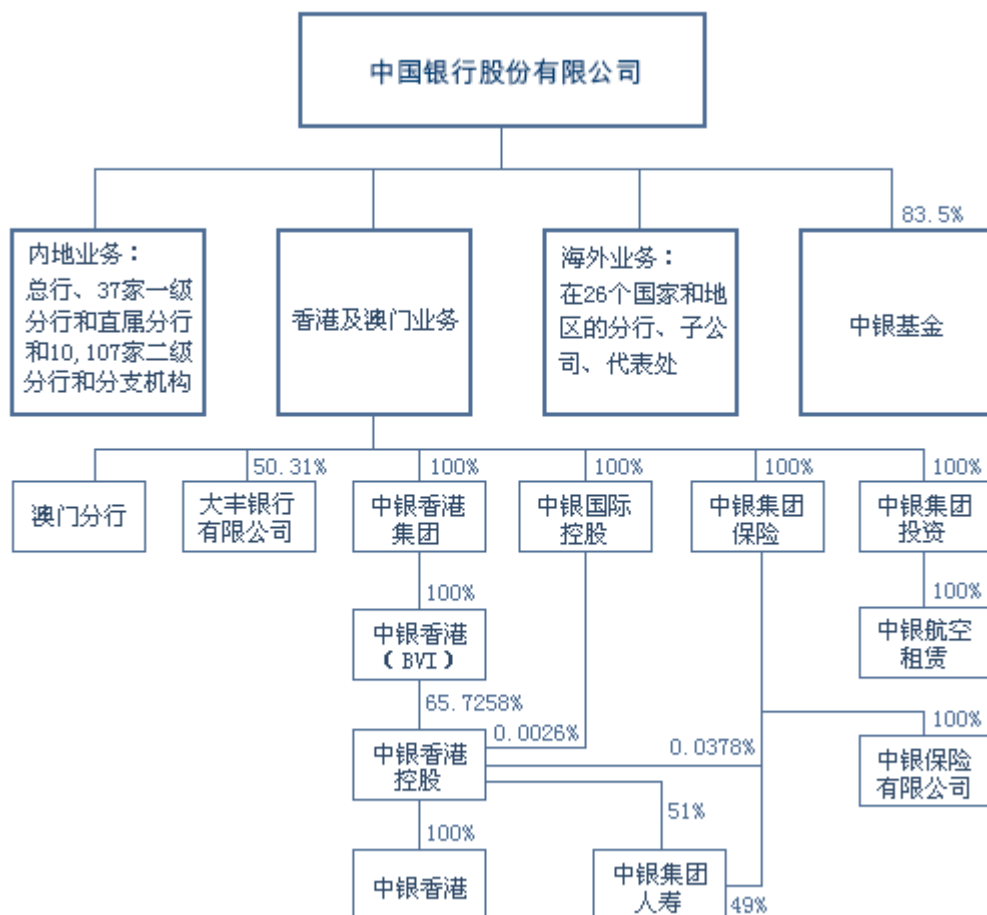 中国银行股份有限公司
83.5%
内地业务：
总行、37家一级
分行和直属分行
和10,107家二级
分行和分支机构
香港及澳门业务
海外业务：
在26个国家和地
区的分行、子公
司、代表处
中银基金
50.31%
100%
100%
100%
100%
澳门分行
大丰银行
有限公司
中银香港
集团
中银国际
控股
中银集团
保险
中银集团
投资
100%
100%
中银香港
（BVI）
中银航空
租赁
65.7258%
0.0026%
0.0378%
100%
中银香港
控股
中银保险
有限公司
100%
51%
中银香港
中银集团
人寿
49%